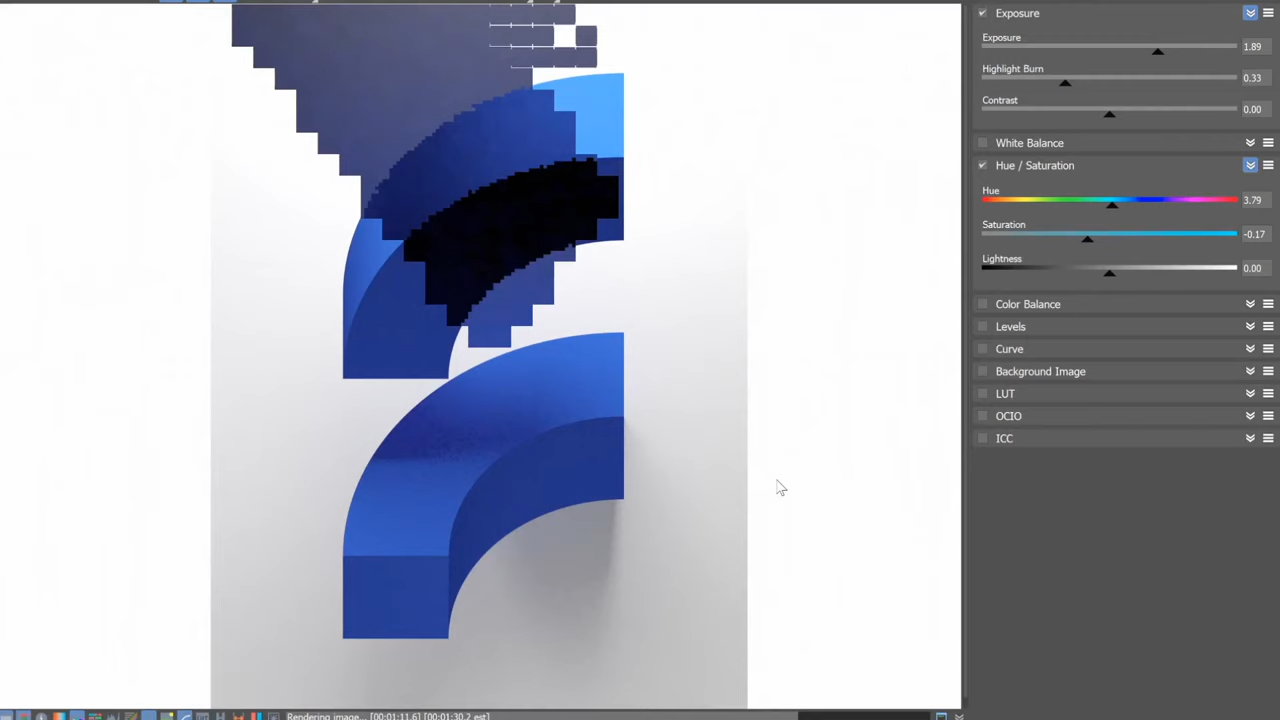 Exposure
Exposure
1.89
Highlight Burn
0.33
Contrast
0.00
White Balance
Hue / Saturation
Hue
3.79
Saturation
-0.17
Lightness
0.00
Color Balance
Levels
Curve
Background Image
LUT
OCIO
ICC
Rendering image... [00:01:11.6] [00:01:30.2 est]